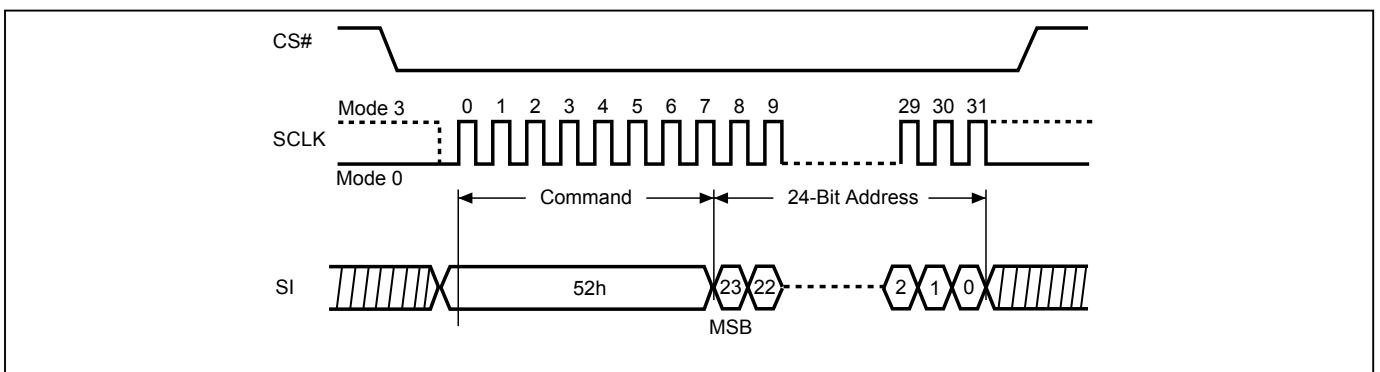 CS#
Mode 3
0 1 2 3 4 5 6 7 8 9 29 30 31
SCLK
Mode 0
Command 24-Bit Address
SI 52h 23 22 2 1 0
MSB